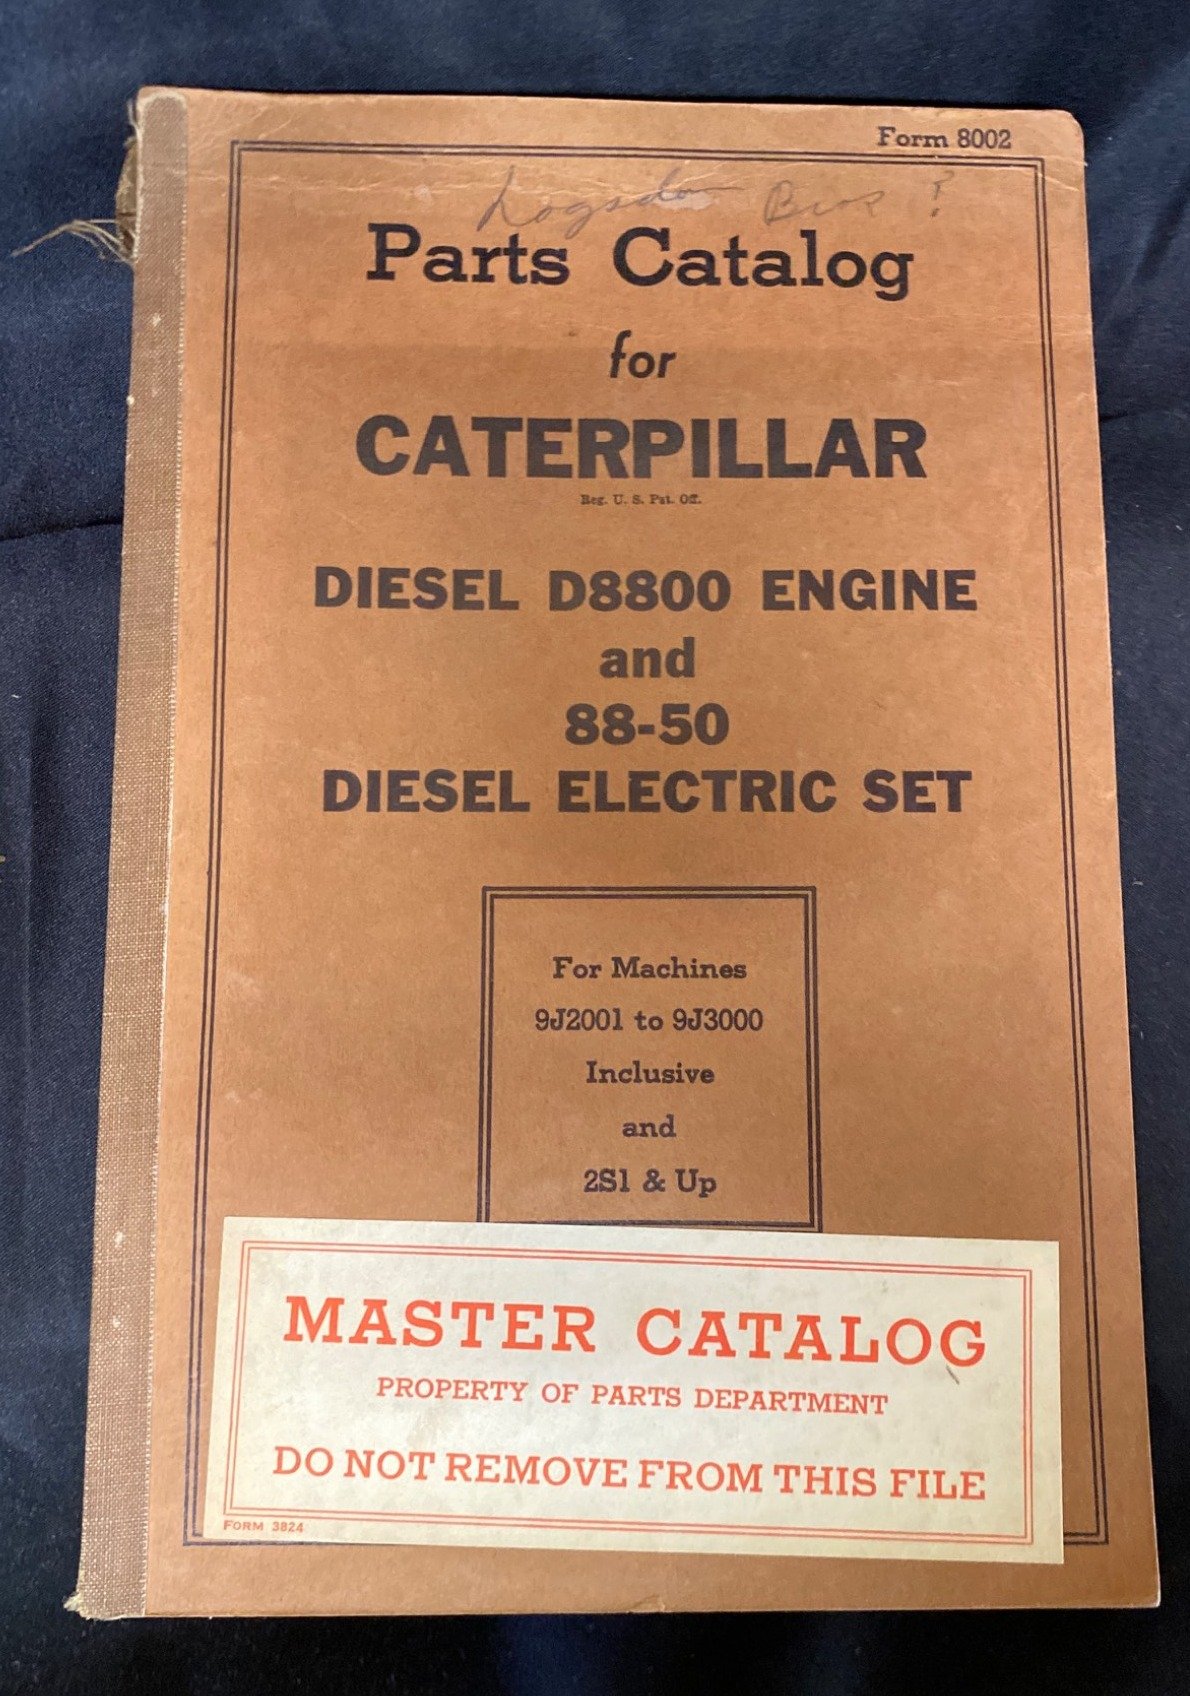 Form 8002
Logsdon Bros ?
Parts Catalog
for
CATERPILLAR
Reg. U. S. Pat. Off.
DIESEL D8800 ENGINE
and
88-50
DIESEL ELECTRIC SET
For Machines
9J2001 to 9J3000
Inclusive
and
2S1 & Up
MASTER CATALOG
PROPERTY OF PARTS DEPARTMENT
DO NOT REMOVE FROM THIS FILE
FORM 3824